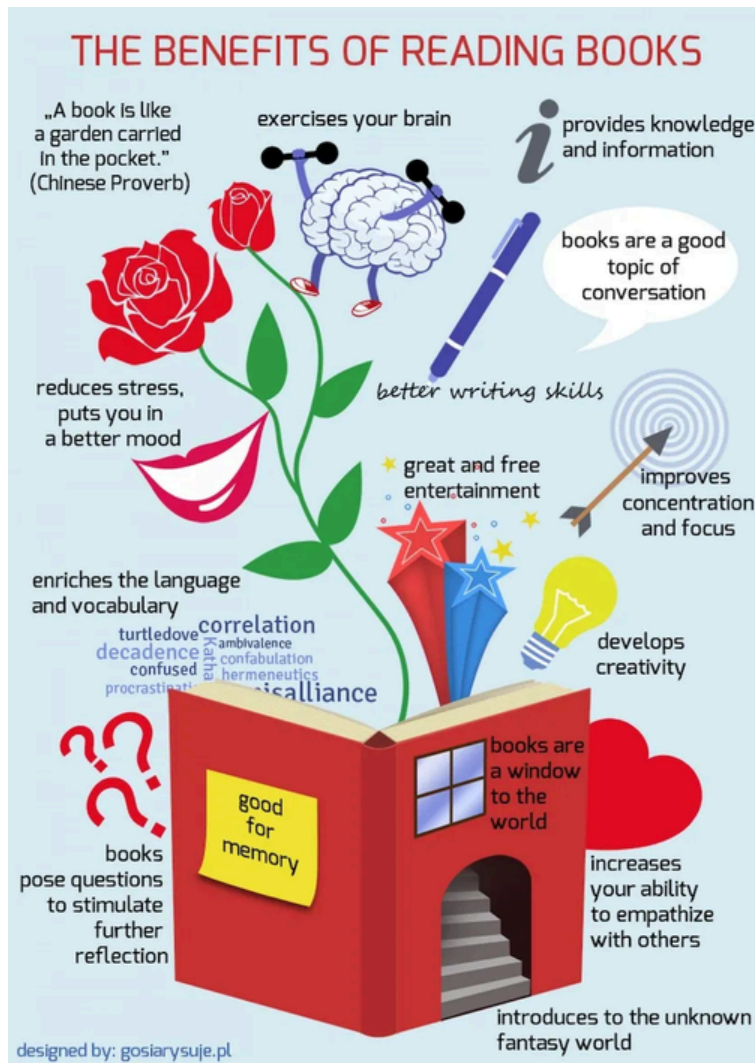 THE BENEFITS OF READING BOOKS
„A book is like
a garden carried
in the pocket.”
(Chinese Proverb)
exercises your brain
provides knowledge
and information
books are a good
topic of
conversation
reduces stress,
puts you in
a better mood
better writing skills
great and free
entertainment
improves
concentration
and focus
enriches the language
and vocabulary
turtledove
correlation
decadence
ambivalence
confused
confabulation
hermeneutics
develops
creativity
books are
a window
to the
world
good
for
memory
books
pose questions
to stimulate
further
reflection
increases
your ability
to empathize
with others
introduces to the unknown
fantasy world
designed by: gosiarysuje.pl